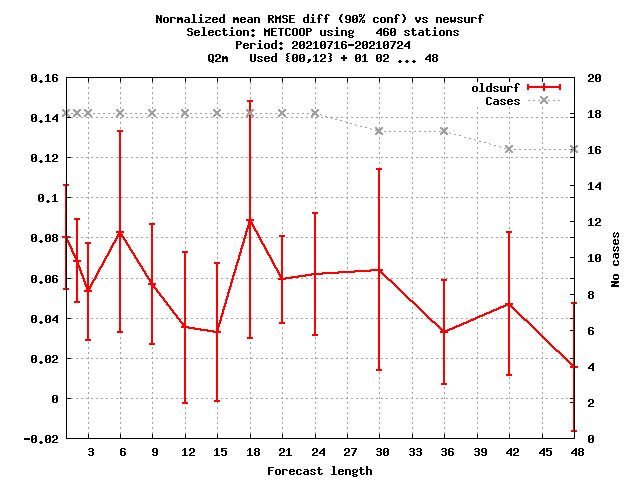 Normalized mean RMSE diff (90% conf) vs newsurf
Selection: METCOOP using   460 stations
Period: 20210716-20210724
Q2m   Used {00,12} + 01 02 ... 48
oldsurf
Cases
0.16
0.14
0.12
0.1
0.08
0.06
0.04
0.02
0
-0.02
20
18
16
14
12
10
8
6
4
2
0
No cases
3 6 9 12 15 18 21 24 27 30 33 36 39 42 45 48
Forecast length